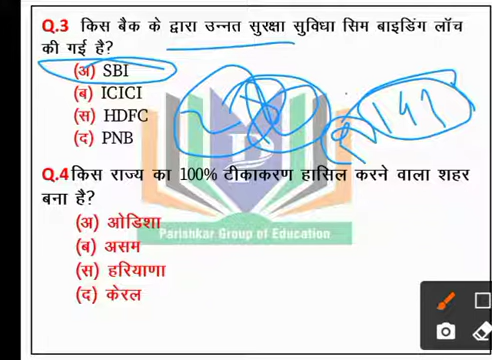 Q.3 किस बैक के द्वारा उन्नत सुरक्षा सुविधा सिम बाइडिंग लॉच
की गई है?
(अ) SBI
(ब) ICICI
(स) HDFC
(द) PNB
Q.4 किस राज्य का 100% टीकाकरण हासिल करने वाला शहर
बना है?
(अ) ओडिशा
(ब) असम
(स) हरियाणा
(द) केरल
Parishkar Group of Education